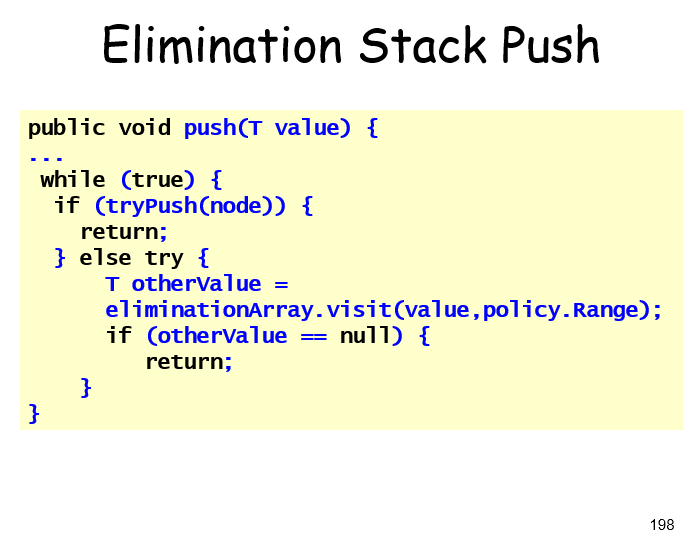 Elimination Stack Push
public void push(T value) {
...
while (true) {
if (tryPush(node)) {
return;
} else try {
T otherValue =
eliminationArray.visit(value,policy.Range);
if (otherValue == null) {
return;
}
}
198